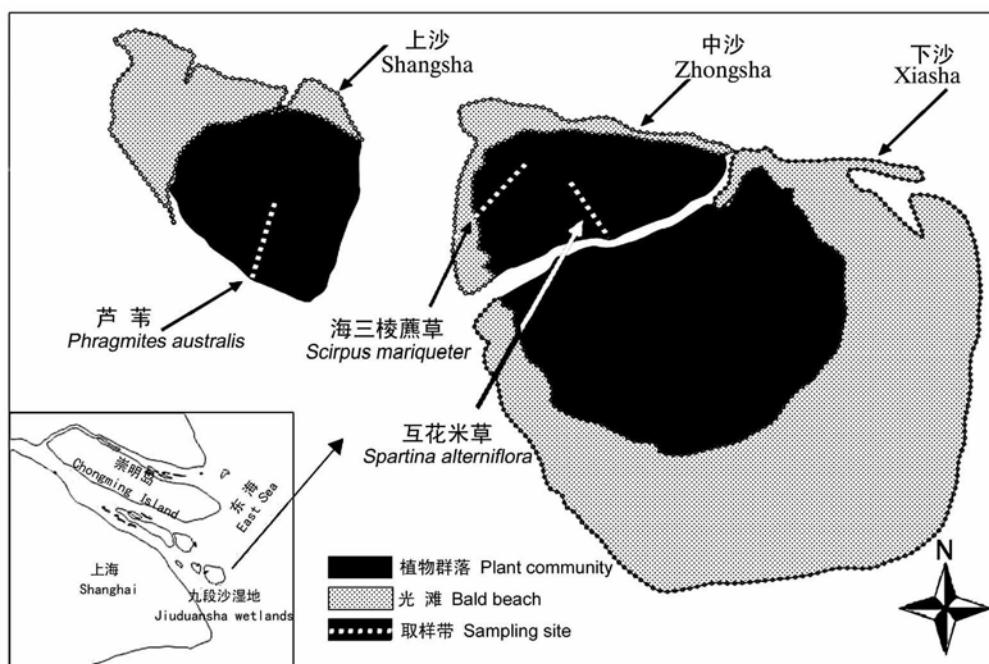 上沙
Shangsha
中沙
Zhongsha
下沙
Xiasha
芦 苇
Phragmites australis
海三棱藨草
Scirpus mariqueter
互花米草
Spartina alterniflora
崇明岛
Chongming Island
东 海
East Sea
上海
Shanghai
九段沙湿地
Jiuduansha wetlands
植物群落 Plant community
光 滩 Bald beach
取样带 Sampling site
N